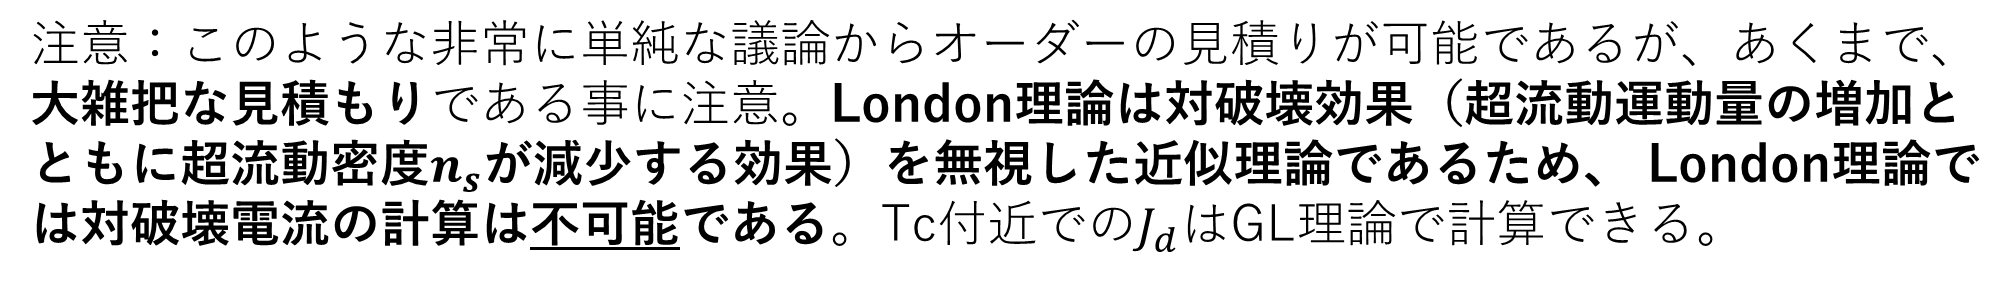 注意：このような非常に単純な議論からオーダーの見積りが可能であるが、あくまで、
大雑把な見積もりである事に注意。London理論は対破壊効果（超流動運動量の増加と
ともに超流動密度nₛが減少する効果）を無視した近似理論であるため、 London理論で
は対破壊電流の計算は不可能である。Tc付近でのJ_dはGL理論で計算できる。